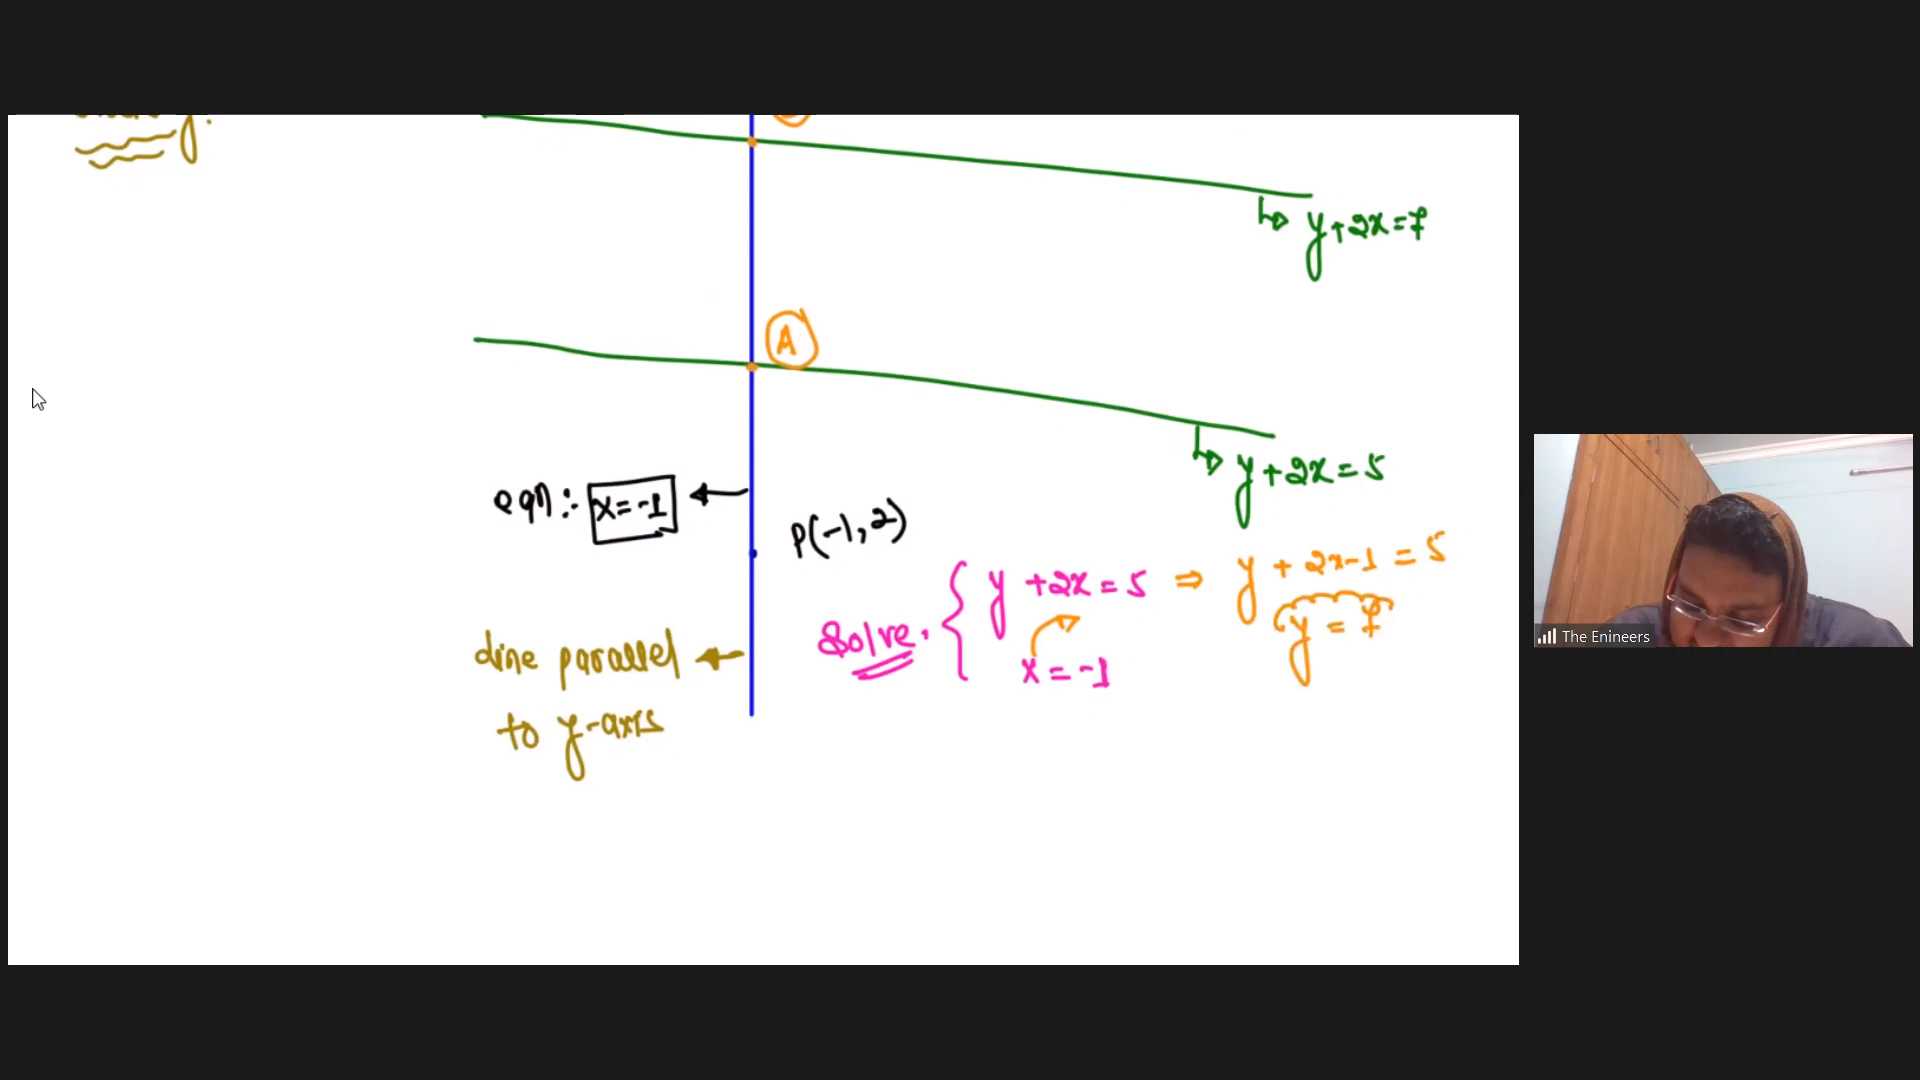 y+2x=7
A
y+2x=5
eqn:- x=-1
P(-1,2)
y+2x=5 ⇒ y+2x-1=5
Solve.
y=7
x=-1
The Enineers
Line parallel
to y-axis